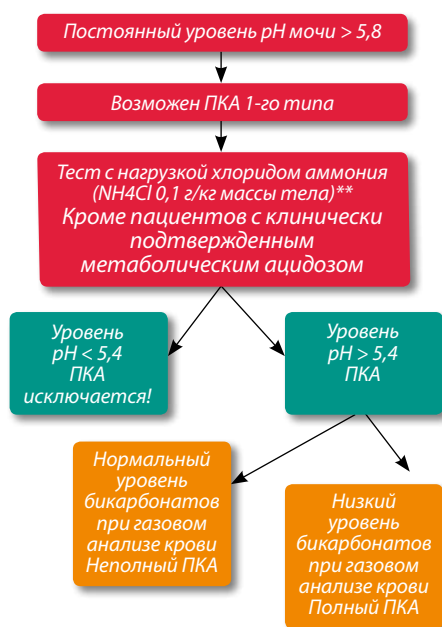 Постоянный уровень pH мочи > 5,8
Возможен ПКА 1-го типа
Тест с нагрузкой хлоридом аммония
(NH4Cl 0,1 г/кг массы тела)**
Кроме пациентов с клинически
подтвержденным
метаболическим ацидозом
Уровень
pH < 5,4
ПКА
исключается!
Уровень
pH > 5,4
ПКА
Нормальный
уровень
бикарбонатов
при газовом
анализе крови
Неполный ПКА
Низкий
уровень
бикарбонатов
при газовом
анализе крови
Полный ПКА